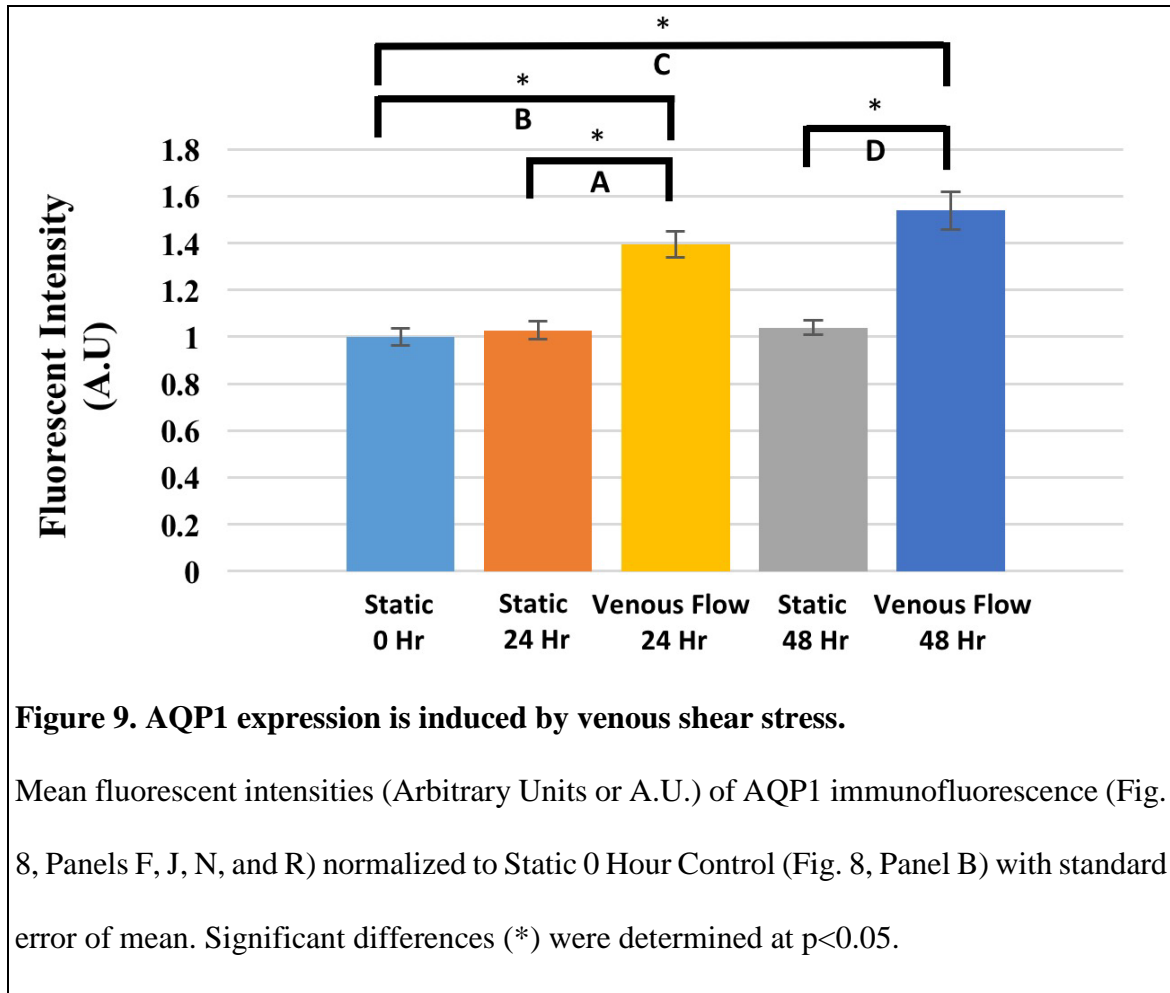 *
C
*
B
*
A
*
D
Fluorescent Intensity
(A.U)
1.8
1.6
1.4
1.2
1
0.8
0.6
0.4
0.2
0
Static
0 Hr
Static
24 Hr
Venous Flow
24 Hr
Static
48 Hr
Venous Flow
48 Hr
Figure 9. AQP1 expression is induced by venous shear stress.
Mean fluorescent intensities (Arbitrary Units or A.U.) of AQP1 immunofluorescence (Fig.
8, Panels F, J, N, and R) normalized to Static 0 Hour Control (Fig. 8, Panel B) with standard
error of mean. Significant differences (*) were determined at p<0.05.